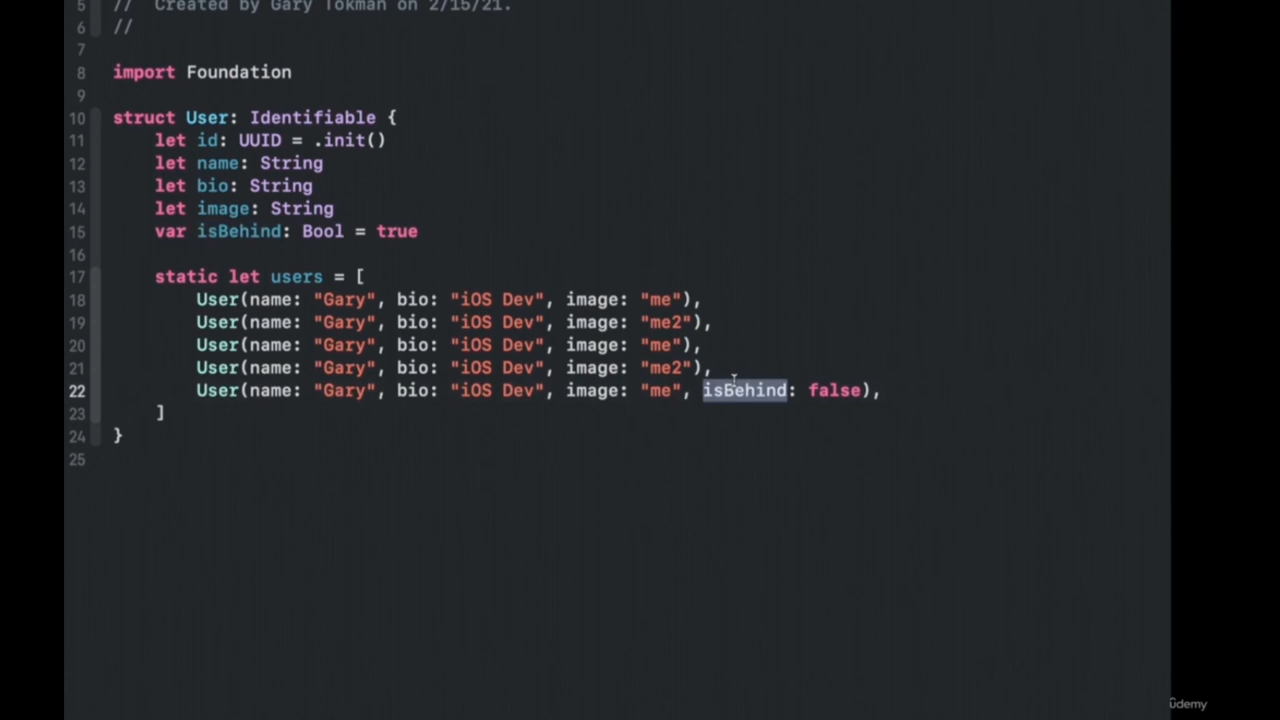 5 // Created by Gary Tokman on 2/15/21.
6 //
7
8 import Foundation
9
10 struct User: Identifiable {
11 let id: UUID = .init()
12 let name: String
13 let bio: String
14 let image: String
15 var isBehind: Bool = true
16
17 static let users = [
18 User(name: "Gary", bio: "iOS Dev", image: "me"),
19 User(name: "Gary", bio: "iOS Dev", image: "me2"),
20 User(name: "Gary", bio: "iOS Dev", image: "me"),
21 User(name: "Gary", bio: "iOS Dev", image: "me2"),
22 User(name: "Gary", bio: "iOS Dev", image: "me", isBehind: false),
23 ]
24 }
25
ûdemy